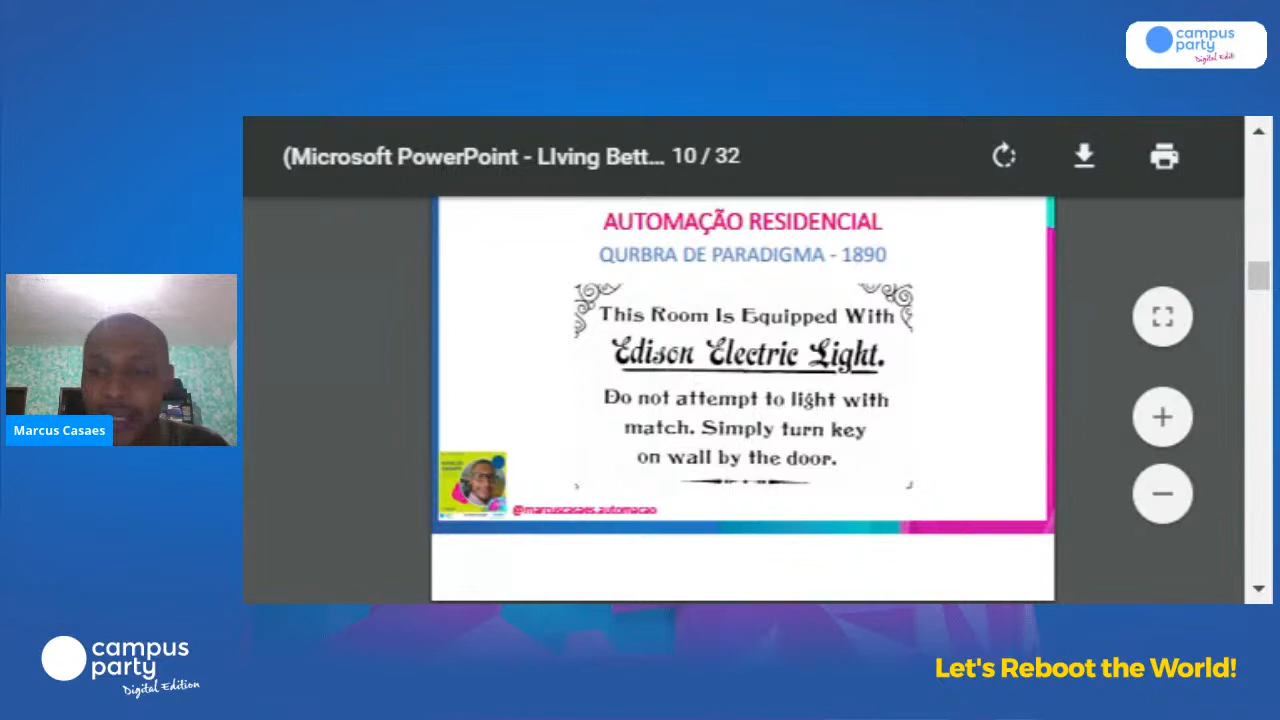 campus
party
Digital Edit
(Microsoft PowerPoint - LIving Bett... 10 / 32
AUTOMAÇÃO RESIDENCIAL
QURBRA DE PARADIGMA - 1890
This Room Is Equipped With
Edison Electric Light.
Do not attempt to light with
match. Simply turn key
on wall by the door.
@marcuscasaes.automacao
Marcus Casaes
campus
party
Digital Edition
Let's Reboot the World!